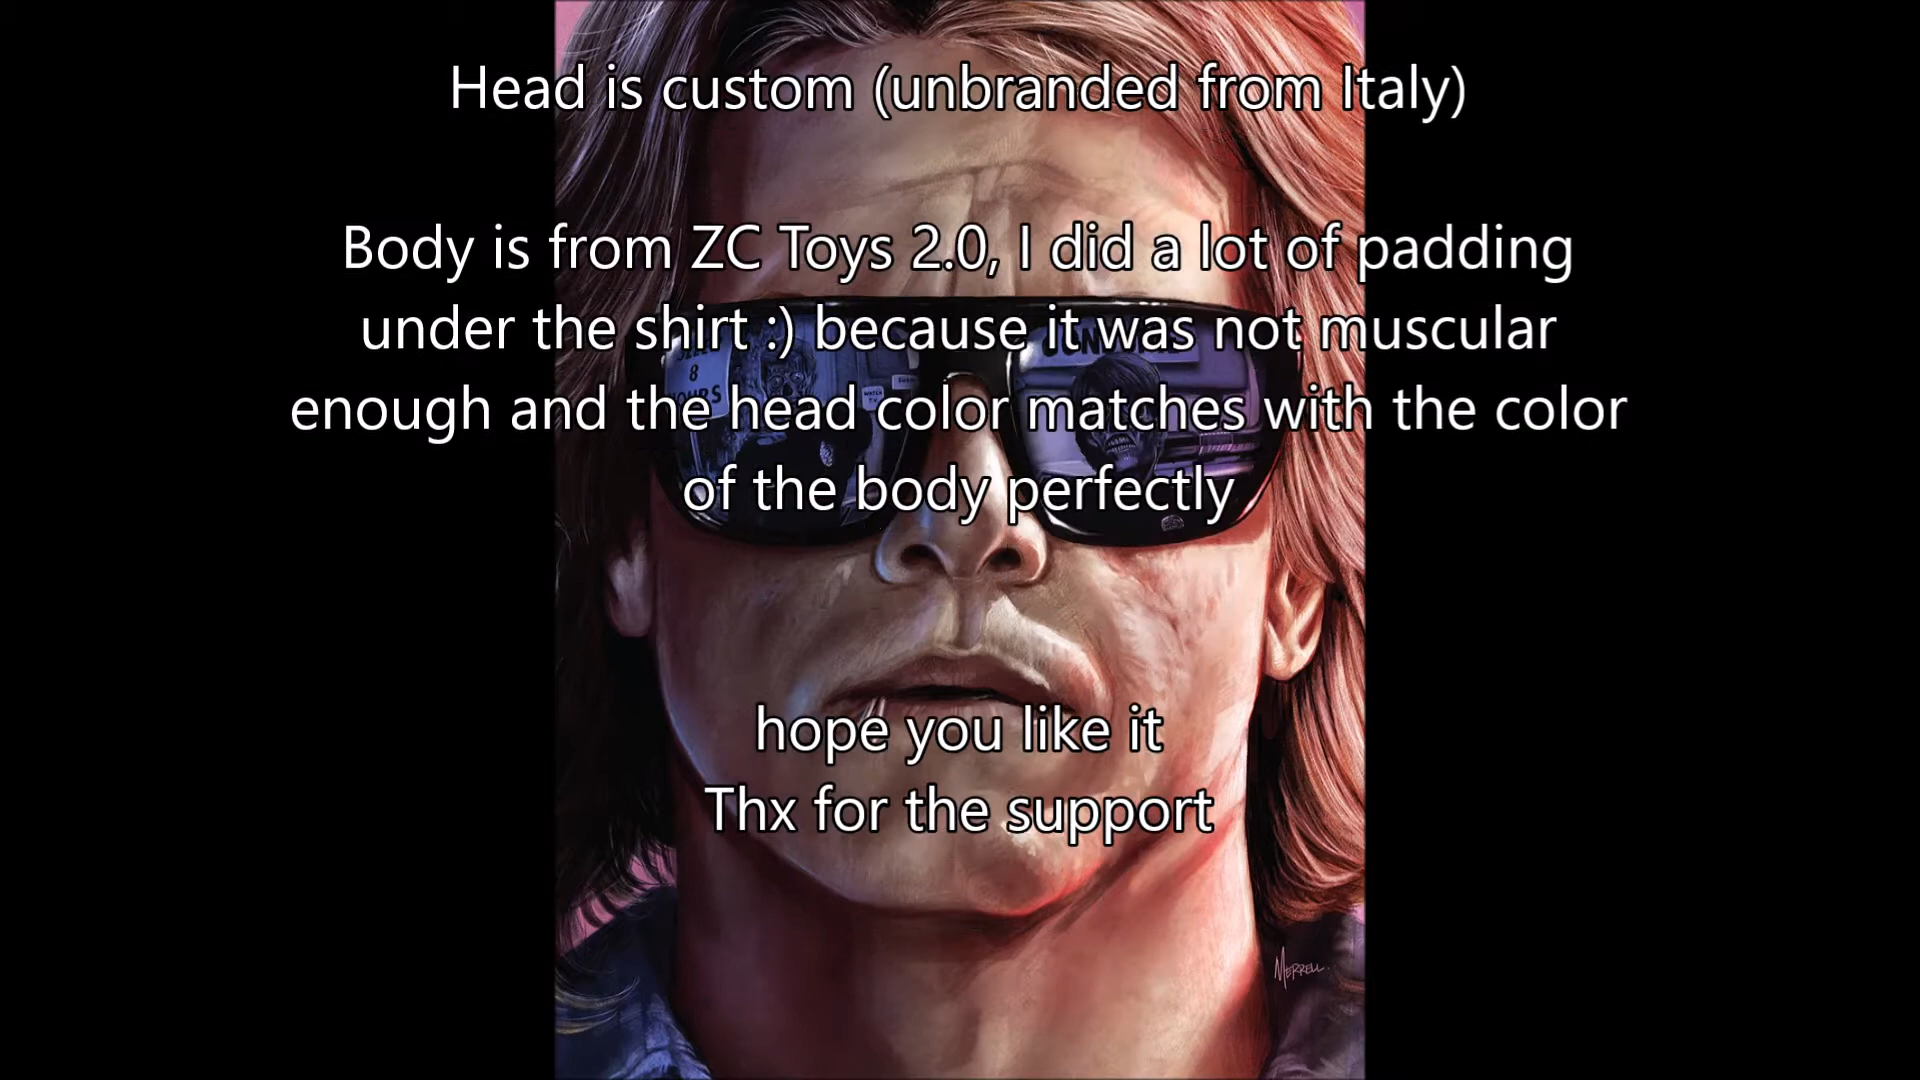 Head is custom (unbranded from Italy)
Body is from ZC Toys 2.0, I did a lot of padding
under the shirt :) because it was not muscular
enough and the head color matches with the color
of the body perfectly
8
hope you like it
Thx for the support
MERRELL